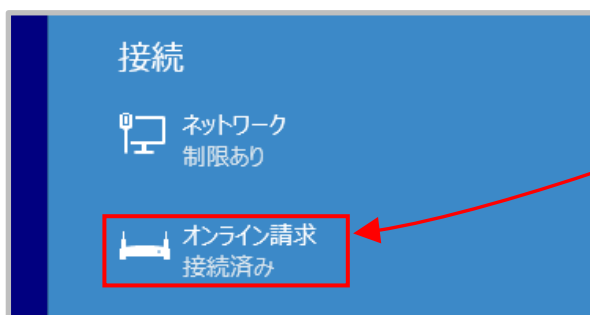 接続
ネットワーク
制限あり
オンライン請求
接続済み